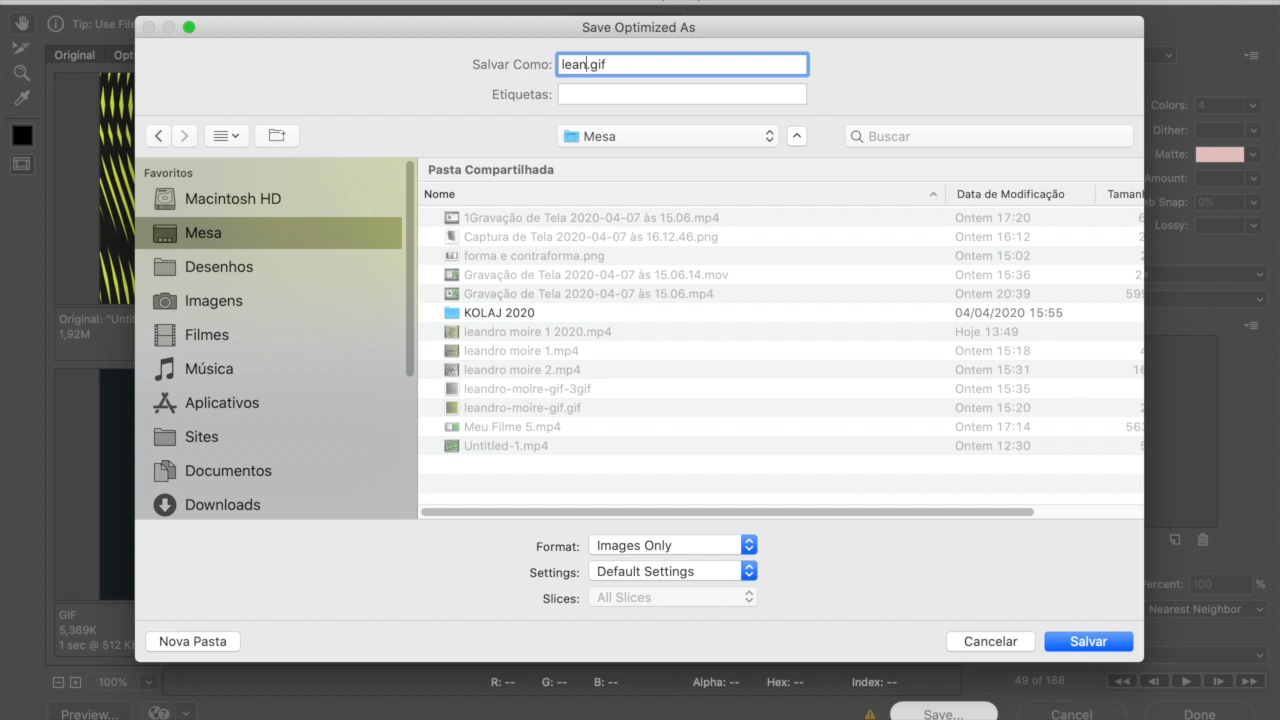 Tip: Use File
Save Optimized As
Original
Salvar Como: lean.gif
Etiquetas:
Mesa
Buscar
Colors: 4
Dither:
Matte:
Amount:
Snap: 0%
Lossy:
Favoritos
Macintosh HD
Mesa
Desenhos
Imagens
Filmes
Música
Aplicativos
Sites
Documentos
Downloads
Pasta Compartilhada
Nome Data de Modificação
1Gravação de Tela 2020-04-07 às 15.06.mp4 Ontem 17:20
Captura de Tela 2020-04-07 às 16.12.46.png Ontem 16:12
forma e contraforma.png Ontem 15:02
Gravação de Tela 2020-04-07 às 15.06.14.mov Ontem 15:36
Gravação de Tela 2020-04-07 às 15.06.mp4 Ontem 20:39
KOLAJ 2020 04/04/2020 15:55
leandro moire 1 2020.mp4 Hoje 13:49
leandro moire 1.mp4 Ontem 15:18
leandro moire 2.mp4 Ontem 15:31
leandro-moire-gif-3gif Ontem 15:35
leandro-moire-gif.gif Ontem 15:20
Meu Filme 5.mp4 Ontem 17:14
Untitled-1.mp4 Ontem 12:30
Original: "Unti
1,92M
Format: Images Only
Settings: Default Settings
Slices: All Slices
Percent: 100 %
Nearest Neighbor
GIF
5,369K
1 sec @ 512 K
Nova Pasta Cancelar Salvar
100% R: -- G: -- B: -- Alpha: -- Hex: -- Index: -- 49 of 188
Preview... Save... Cancel Done